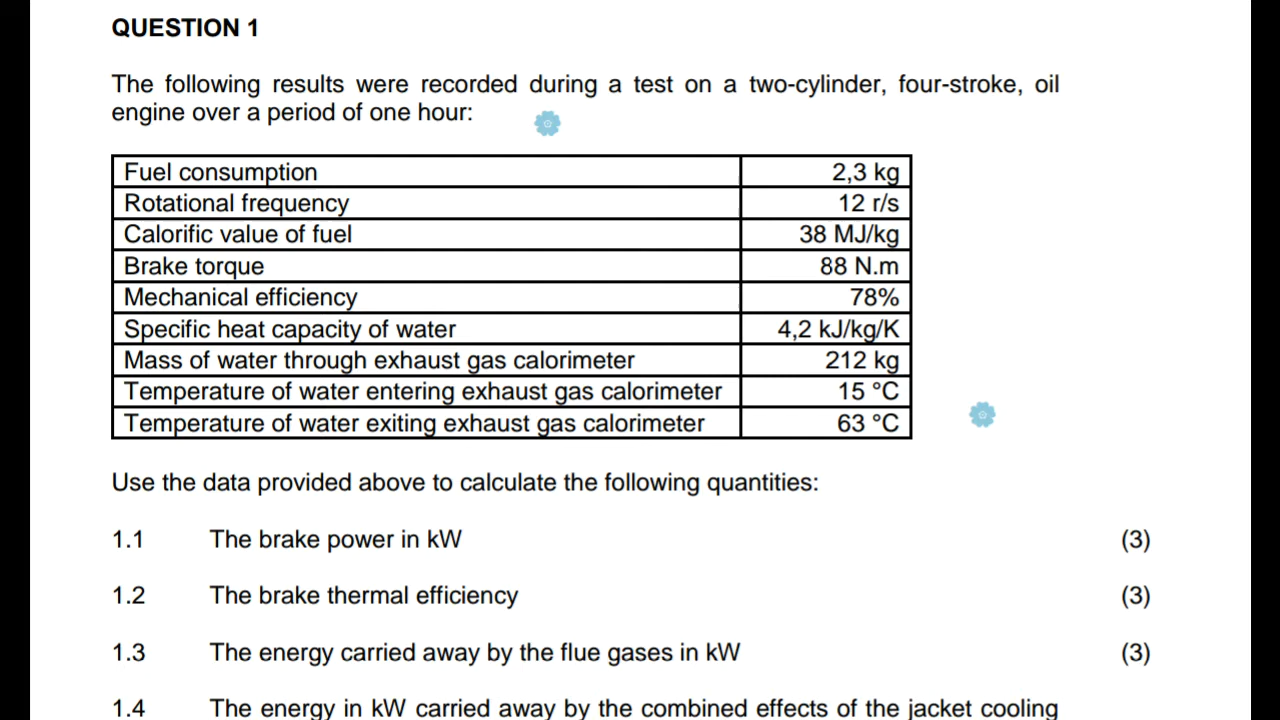 QUESTION 1
The following results were recorded during a test on a two-cylinder, four-stroke, oil
engine over a period of one hour:
Fuel consumption 2,3 kg
Rotational frequency 12 r/s
Calorific value of fuel 38 MJ/kg
Brake torque 88 N.m
Mechanical efficiency 78%
Specific heat capacity of water 4,2 kJ/kg/K
Mass of water through exhaust gas calorimeter 212 kg
Temperature of water entering exhaust gas calorimeter 15 °C
Temperature of water exiting exhaust gas calorimeter 63 °C
Use the data provided above to calculate the following quantities:
1.1 The brake power in kW (3)
1.2 The brake thermal efficiency (3)
1.3 The energy carried away by the flue gases in kW (3)
1.4 The energy in kW carried away by the combined effects of the jacket cooling